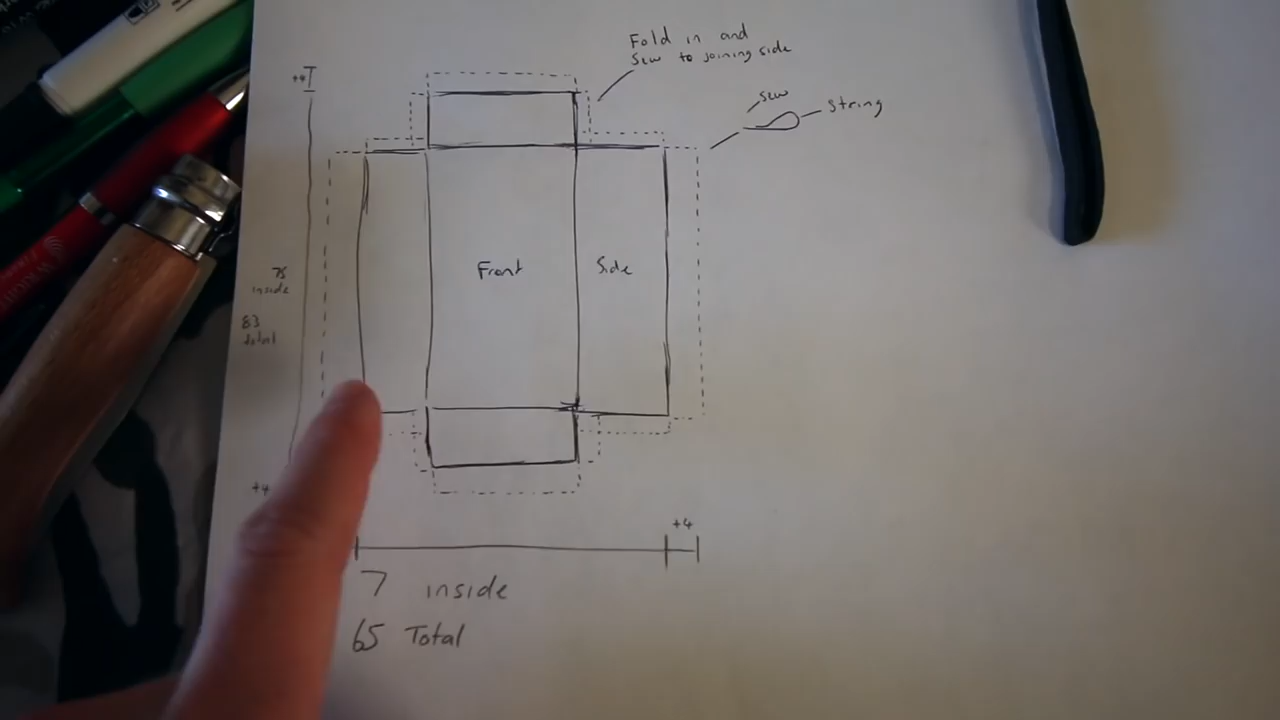 Fold in and
Sew to joining side
sew
string
+4
75
inside
83
total
Front
Side
+4
+4
7 inside
65 Total